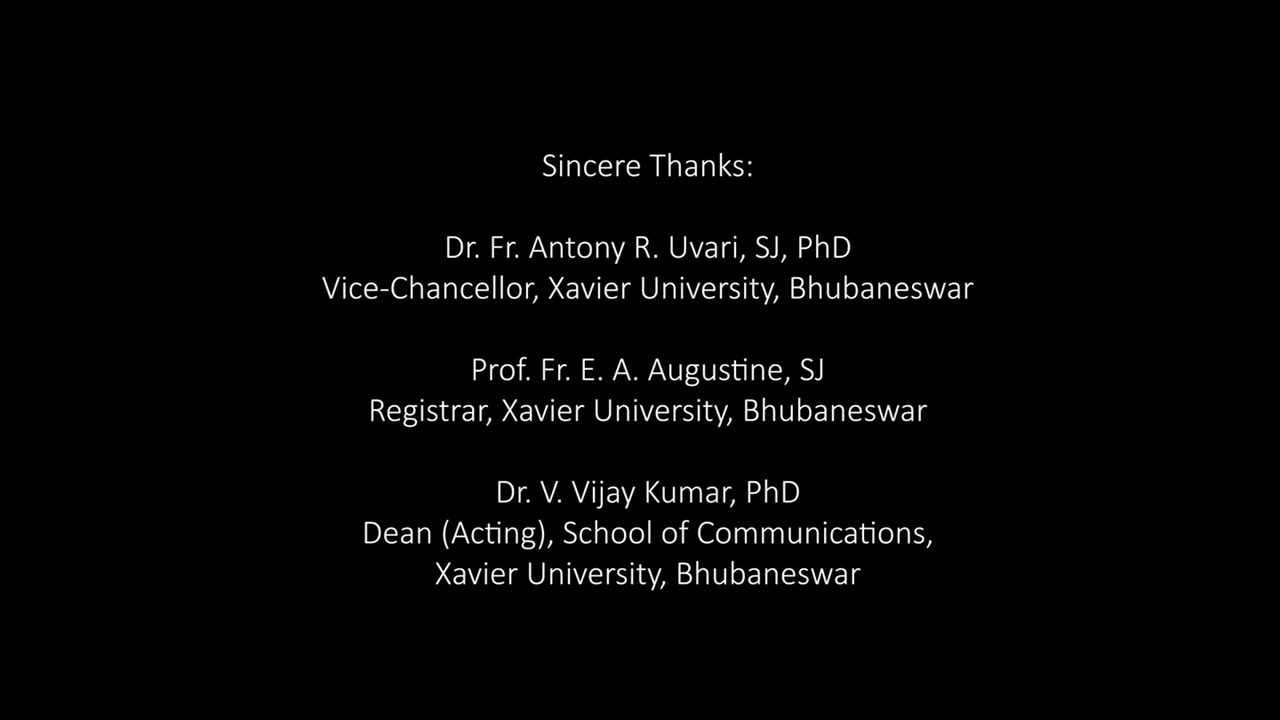 Sincere Thanks:
Dr. Fr. Antony R. Uvari, SJ, PhD
Vice-Chancellor, Xavier University, Bhubaneswar
Prof. Fr. E. A. Augustine, SJ
Registrar, Xavier University, Bhubaneswar
Dr. V. Vijay Kumar, PhD
Dean (Acting), School of Communications,
Xavier University, Bhubaneswar